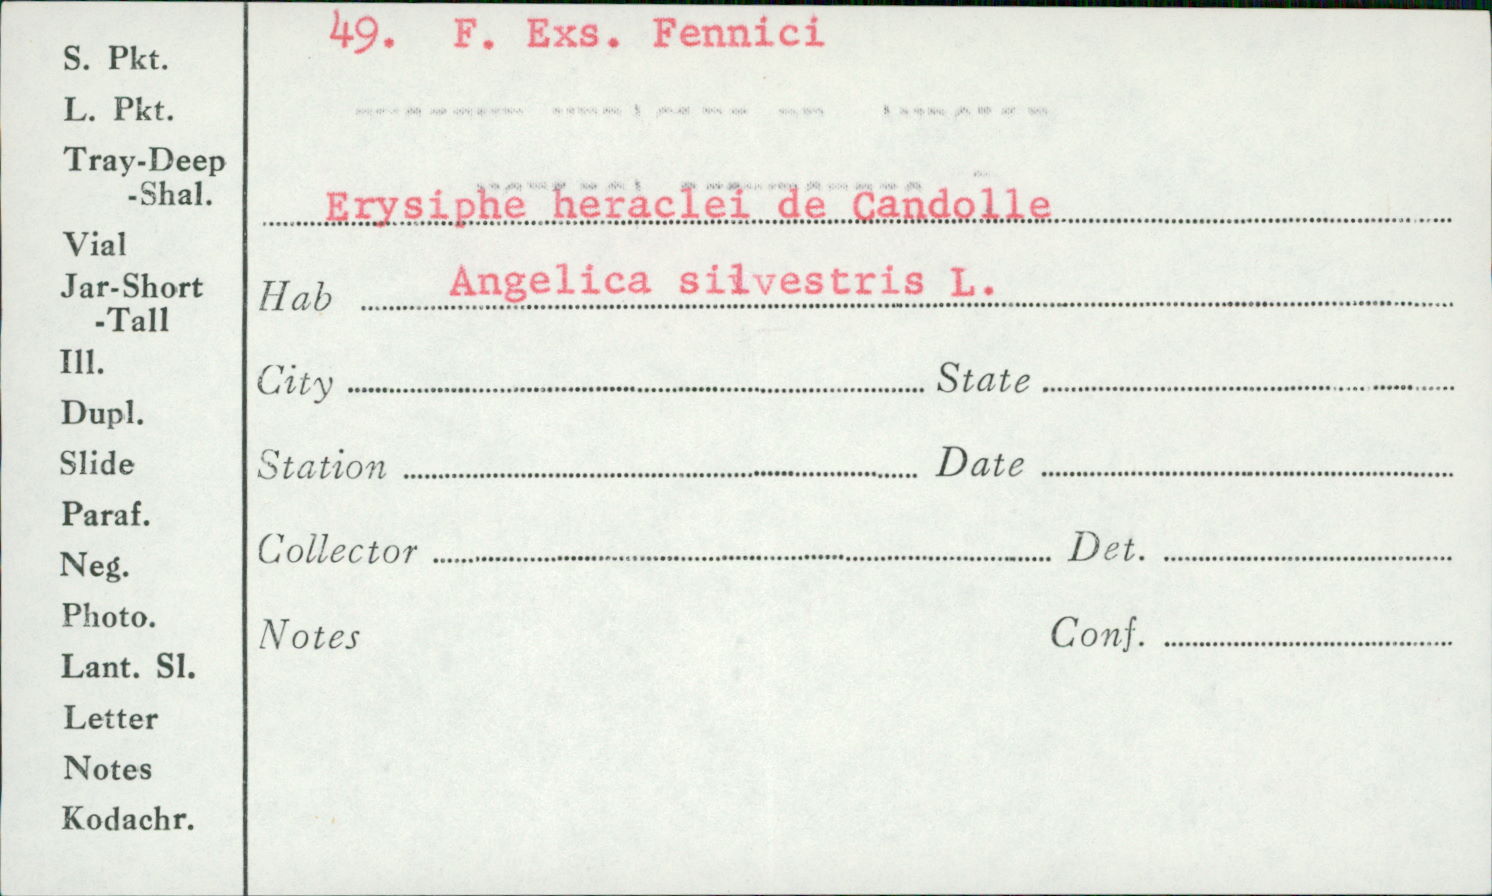 49. F. Exs. Fennici
Erysiphe heraclei de Candolle
Hab Angelica silvestris L.
City State
Station Date
Collector Det.
Notes Conf.
S. Pkt.
L. Pkt.
Tray-Deep
-Shal.
Vial
Jar-Short
-Tall
Ill.
Dupl.
Slide
Paraf.
Neg.
Photo.
Lant. Sl.
Letter
Notes
Kodachr.